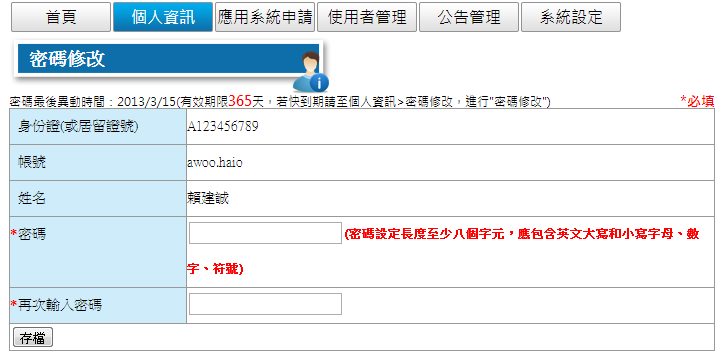 首頁 個人資訊 應用系統申請 使用者管理 公告管理 系統設定
密碼修改
密碼最後異動時間：2013/3/15(有效期限365天，若快到期請至個人資訊>密碼修改，進行"密碼修改") *必填
身份證(或居留證號) A123456789
帳號 awoo.haio
姓名 賴建誠
*密碼 (密碼設定長度至少八個字元，應包含英文大寫和小寫字母、數
字、符號)
*再次輸入密碼
存檔